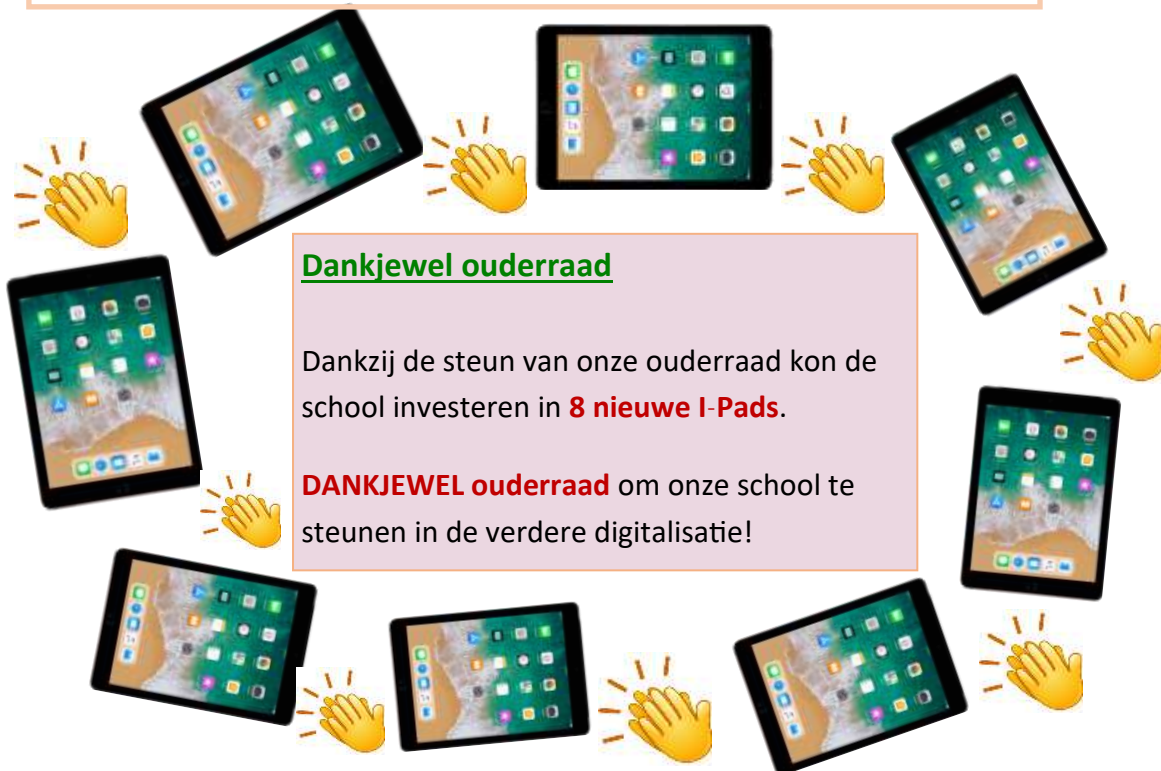 Dankjewel ouderraad
Dankzij de steun van onze ouderraad kon de
school investeren in 8 nieuwe I-Pads.
DANKJEWEL ouderraad om onze school te
steunen in de verdere digitalisatie!